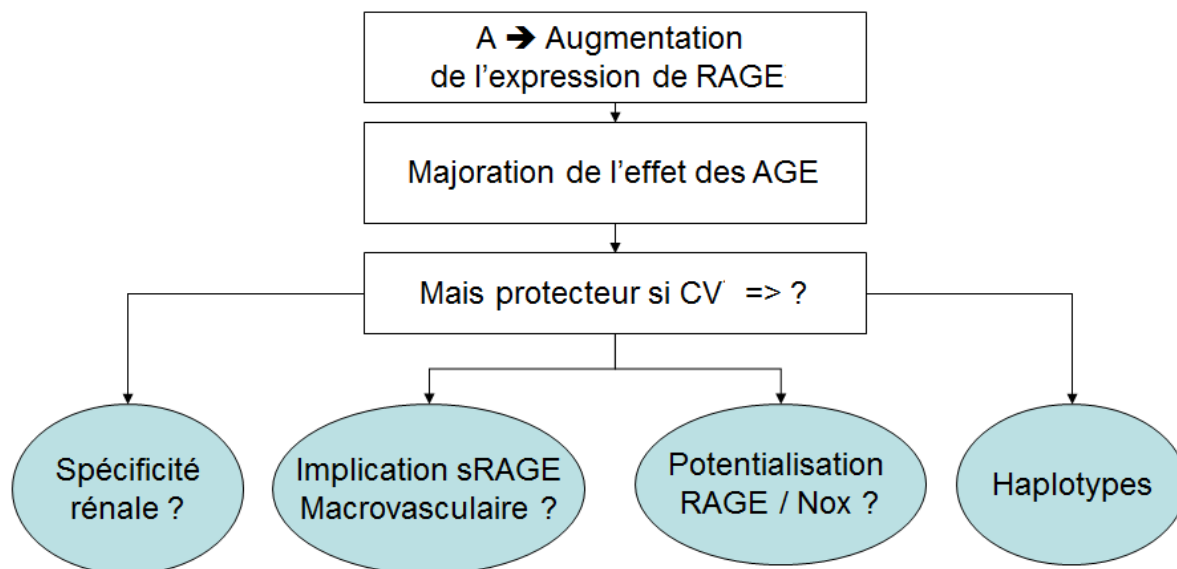 A ➔ Augmentation
de l'expression de RAGE
Majoration de l'effet des AGE
Mais protecteur si CV => ?
Spécificité
rénale ?
Implication sRAGE
Macrovasculaire ?
Potentialisation
RAGE / Nox ?
Haplotypes